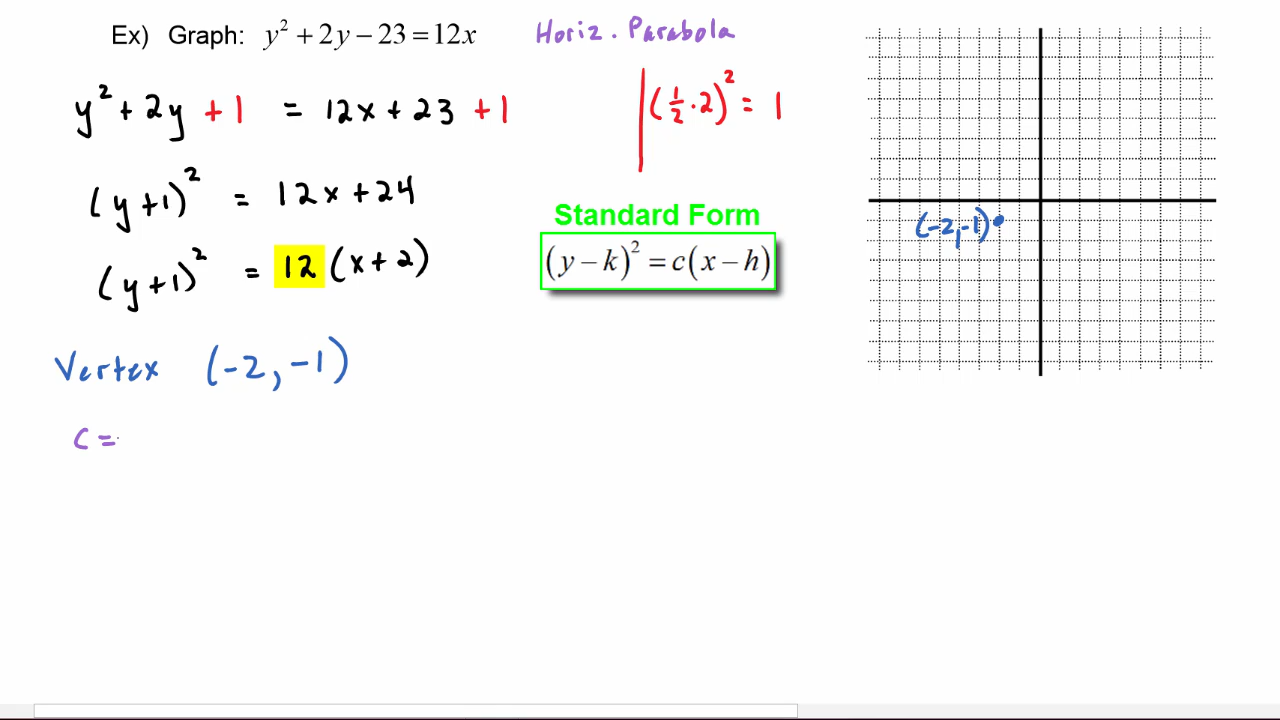 Ex) Graph: y² + 2y − 23 = 12x Horiz. Parabola
y² + 2y + 1 = 12x + 23 + 1
(½ · 2)² = 1
(y + 1)² = 12x + 24
(y + 1)² = 12 (x + 2)
Standard Form
(y − k)² = c(x − h)
Vertex (-2, -1)
c =
(-2, -1)